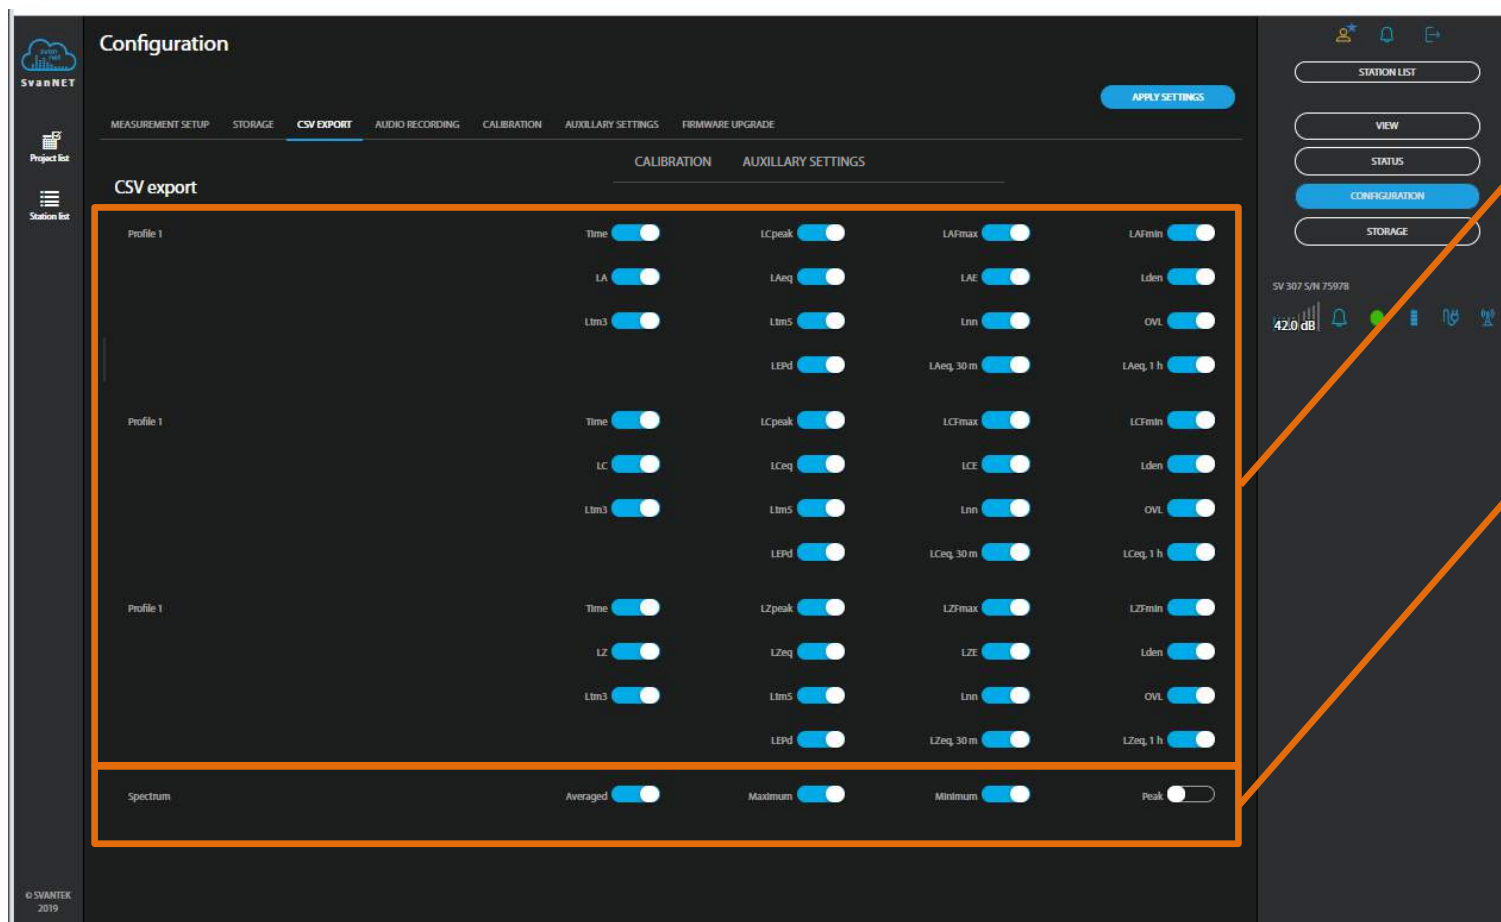 svan
net
SvanNET
Project list
Station list
© SVANTEK
2019
Configuration
APPLY SETTINGS
MEASUREMENT SETUP STORAGE CSV EXPORT AUDIO RECORDING CALIBRATION AUXILLARY SETTINGS FIRMWARE UPGRADE
CALIBRATION AUXILLARY SETTINGS
CSV export
Profile 1 Time LCpeak LAFmax LAFmin
LA LAeq LAE Lden
Ltm3 Ltm5 Lnn OVL
LEPd LAeq, 30 m LAeq, 1 h
Profile 1 Time LCpeak LCFmax LCFmin
LC LCeq LCE Lden
Ltm3 Ltm5 Lnn OVL
LEPd LCeq, 30 m LCeq, 1 h
Profile 1 Time LZpeak LZFmax LZFmin
LZ LZeq LZE Lden
Ltm3 Ltm5 Lnn OVL
LEPd LZeq, 30 m LZeq, 1 h
Spectrum Averaged Maximum Minimum Peak
STATION LIST
VIEW
STATUS
CONFIGURATION
STORAGE
SV 307 S/N 75978
42.0 dB